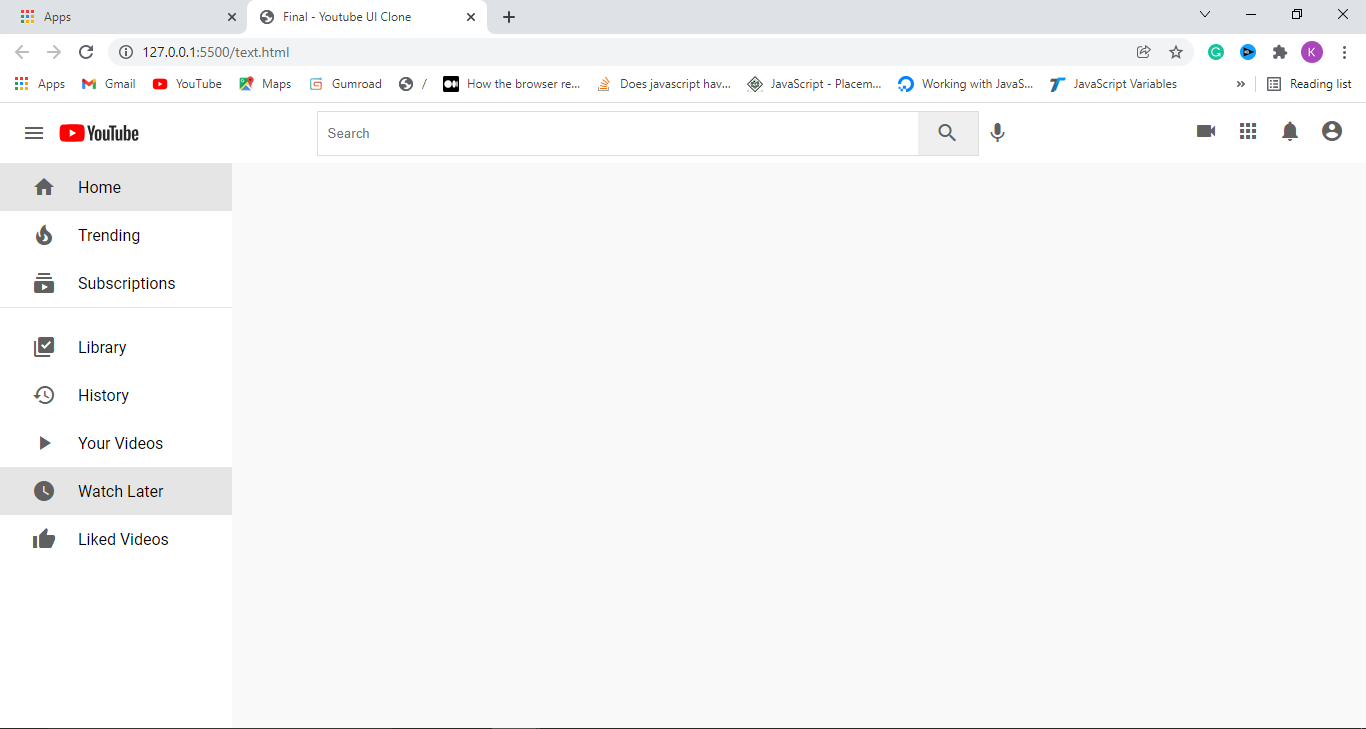 Apps
Final - Youtube UI Clone
127.0.0.1:5500/text.html
K
Apps Gmail YouTube Maps Gumroad / How the browser re... Does javascript hav... JavaScript - Placem... Working with JavaS... JavaScript Variables » Reading list
YouTube
Search
Home
Trending
Subscriptions
Library
History
Your Videos
Watch Later
Liked Videos